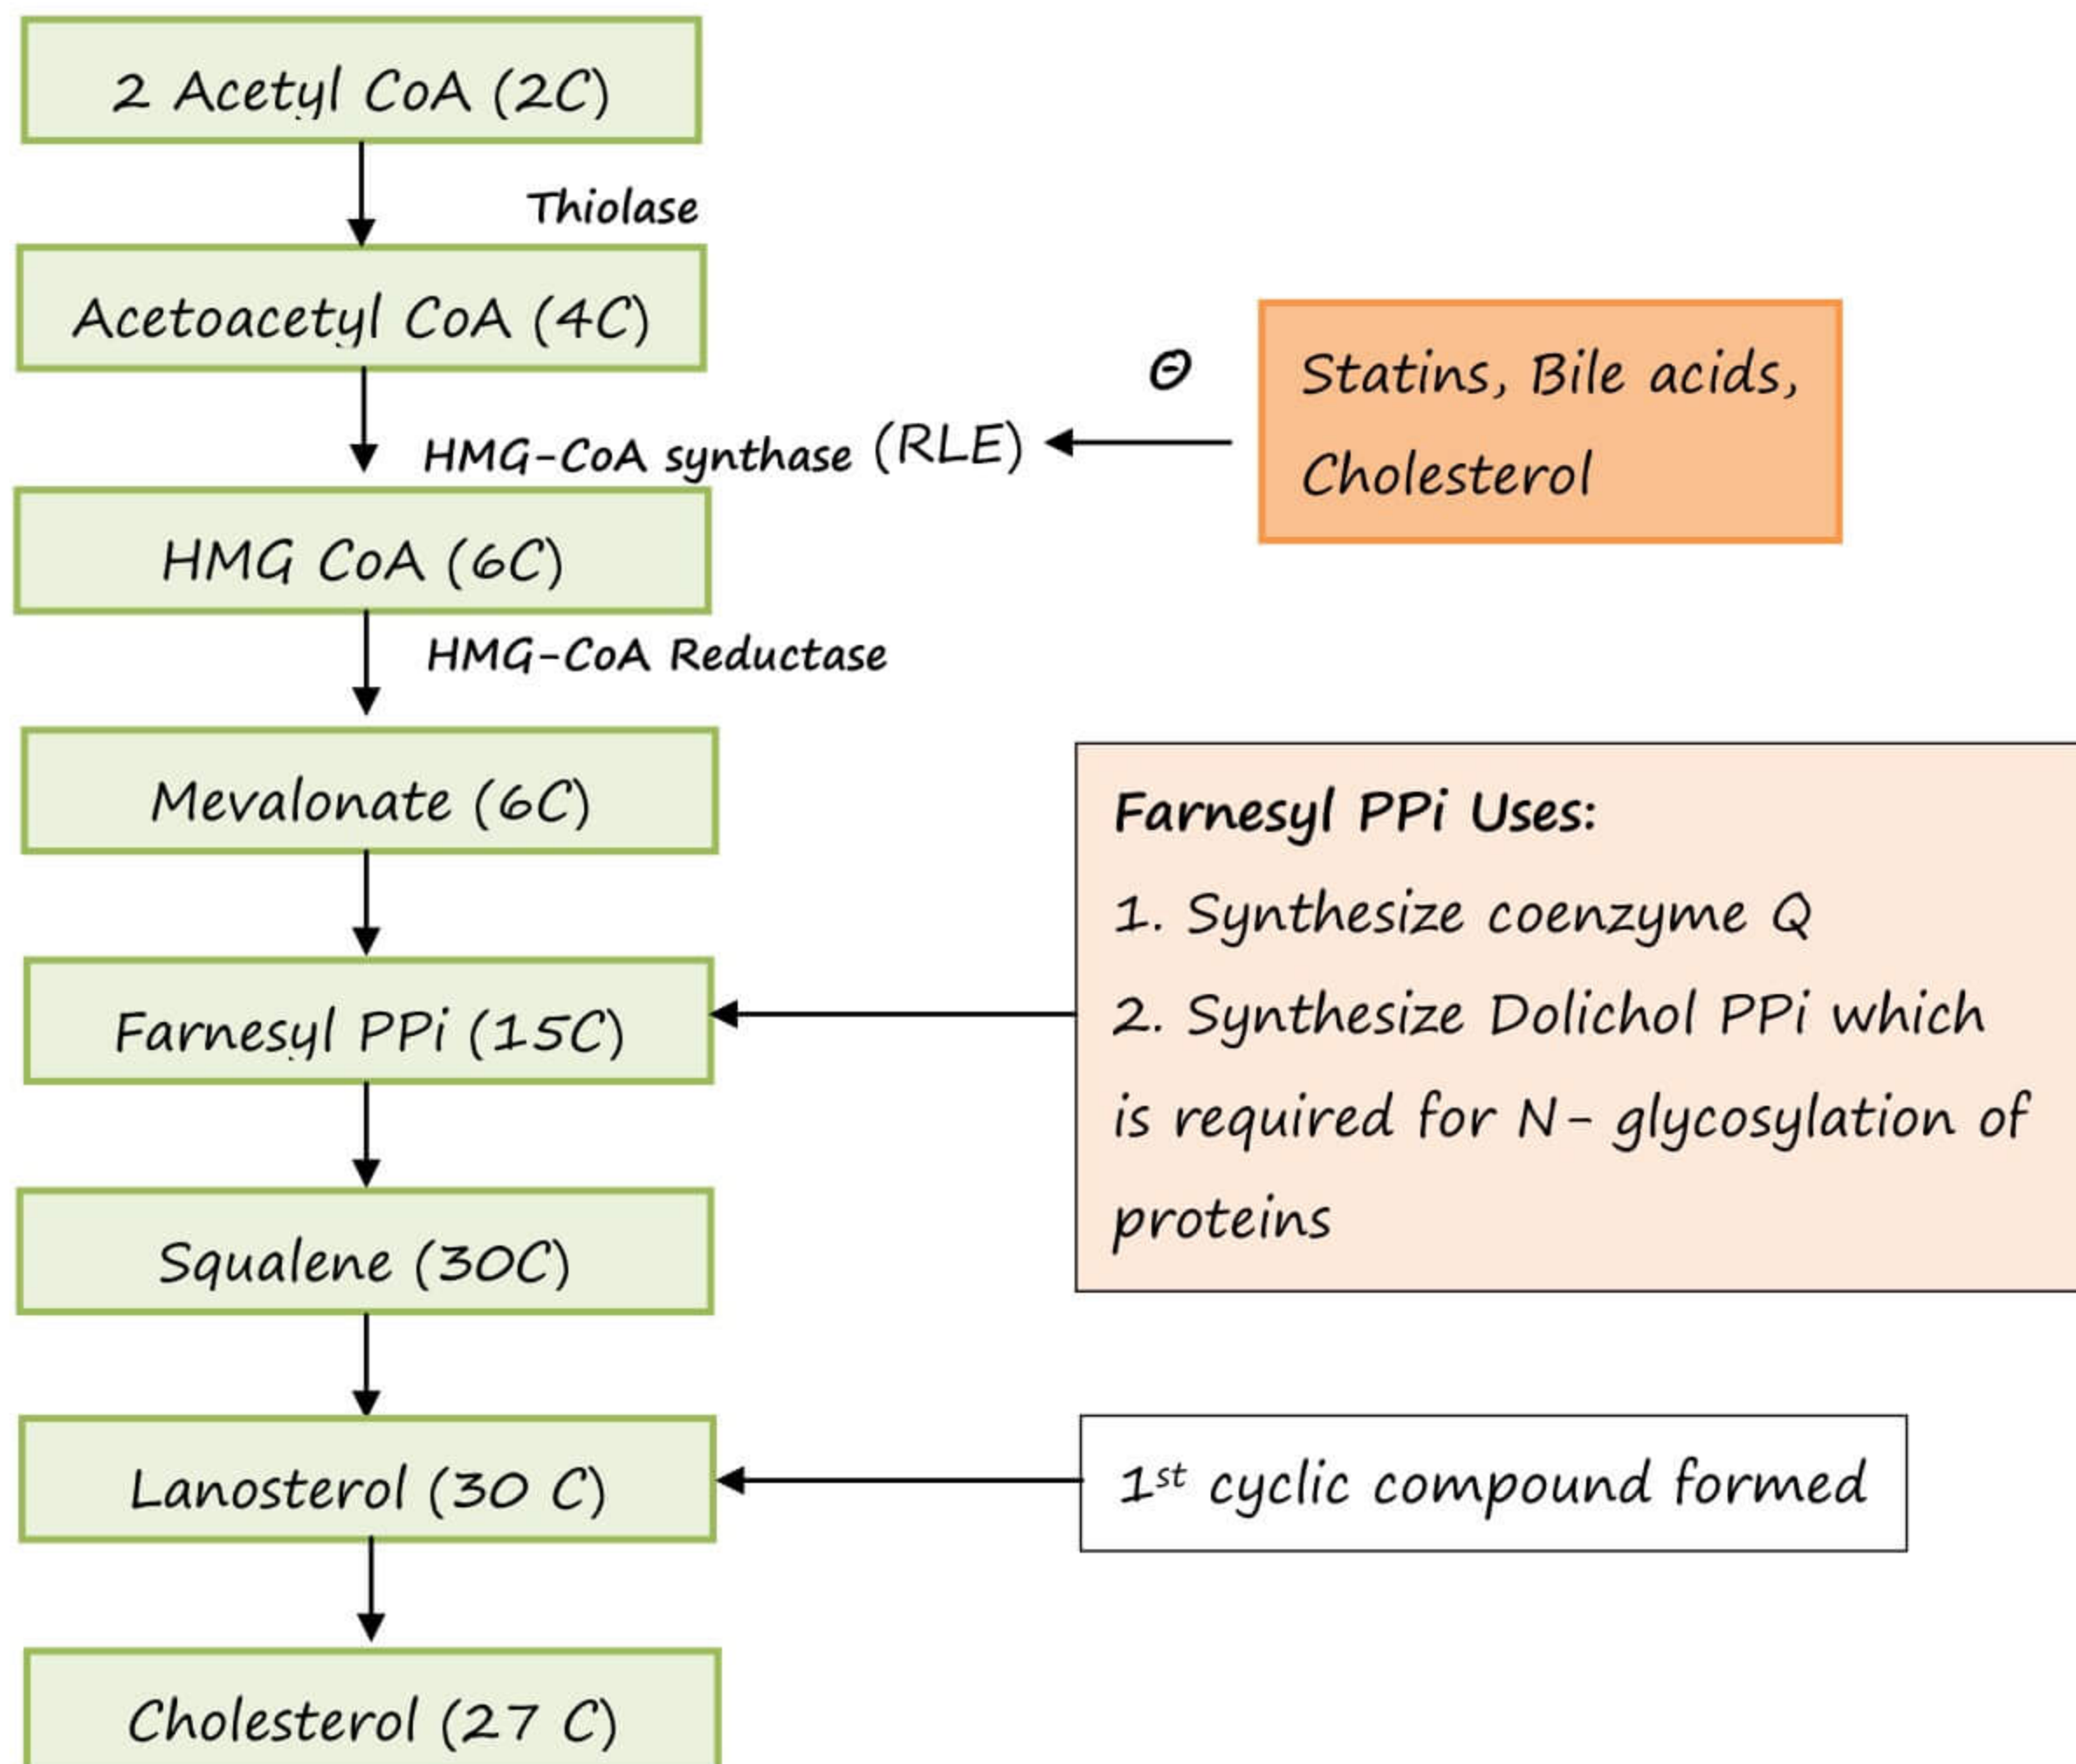 2 Acetyl CoA (2C)
Thiolase
Acetoacetyl CoA (4C)
HMG-CoA synthase (RLE)
Θ
Statins, Bile acids,
Cholesterol
HMG CoA (6C)
HMG-CoA Reductase
Mevalonate (6C)
Farnesyl PPi (15C)
Farnesyl PPi Uses:
1. Synthesize coenzyme Q
2. Synthesize Dolichol PPi which
is required for N- glycosylation of
proteins
Squalene (30C)
Lanosterol (30 C)
1st cyclic compound formed
Cholesterol (27 C)